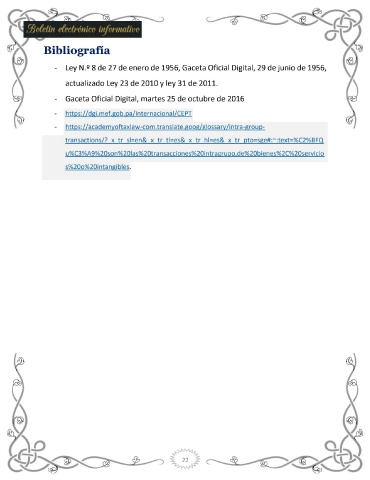 Boletín electrónico informativo
Bibliografía
- Ley N.º 8 de 27 de enero de 1956, Gaceta Oficial Digital, 29 de junio de 1956,
actualizado Ley 23 de 2010 y ley 31 de 2011.
- Gaceta Oficial Digital, martes 25 de octubre de 2016
- https://dgi.mef.gob.pa/Internacional/CEPT
- https://academyoftaxlaw-com.translate.goog/glossary/intra-group-
transactions/?_x_tr_sl=en&_x_tr_tl=es&_x_tr_hl=es&_x_tr_pto=sge#:~:text=%C2%BFQ
u%C3%A9%20son%20las%20transacciones%20intragrupo,de%20bienes%2C%20servicio
s%20o%20intangibles.
22